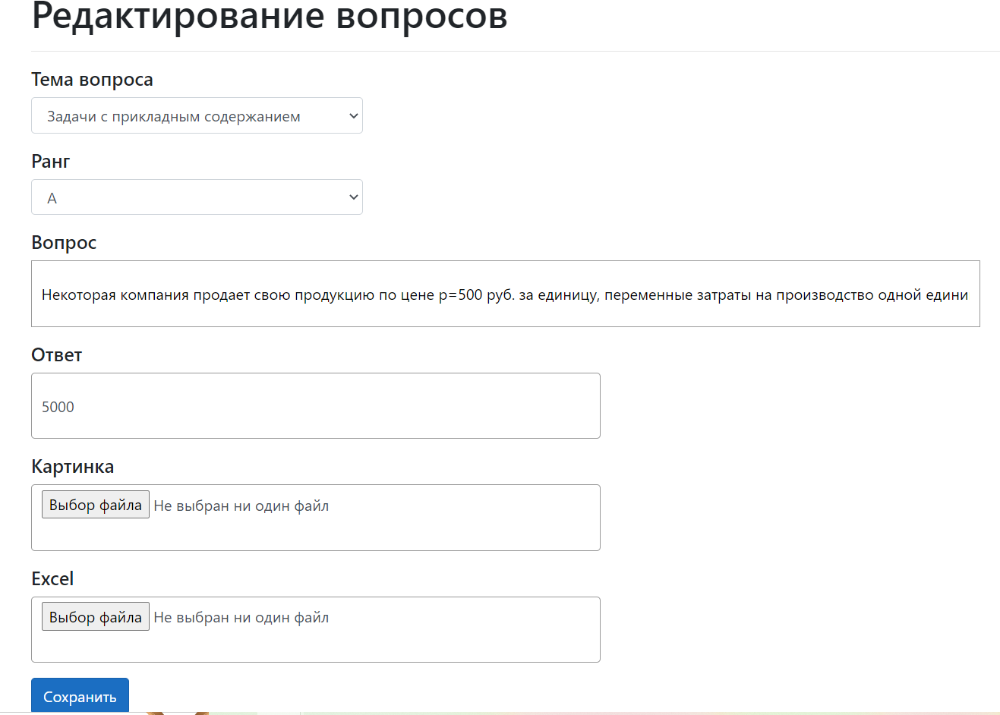 Редактирование вопросов
Тема вопроса
Задачи с прикладным содержанием
Ранг
A
Вопрос
Некоторая компания продает свою продукцию по цене p=500 руб. за единицу, переменные затраты на производство одной едини
Ответ
5000
Картинка
Выбор файла Не выбран ни один файл
Excel
Выбор файла Не выбран ни один файл
Сохранить